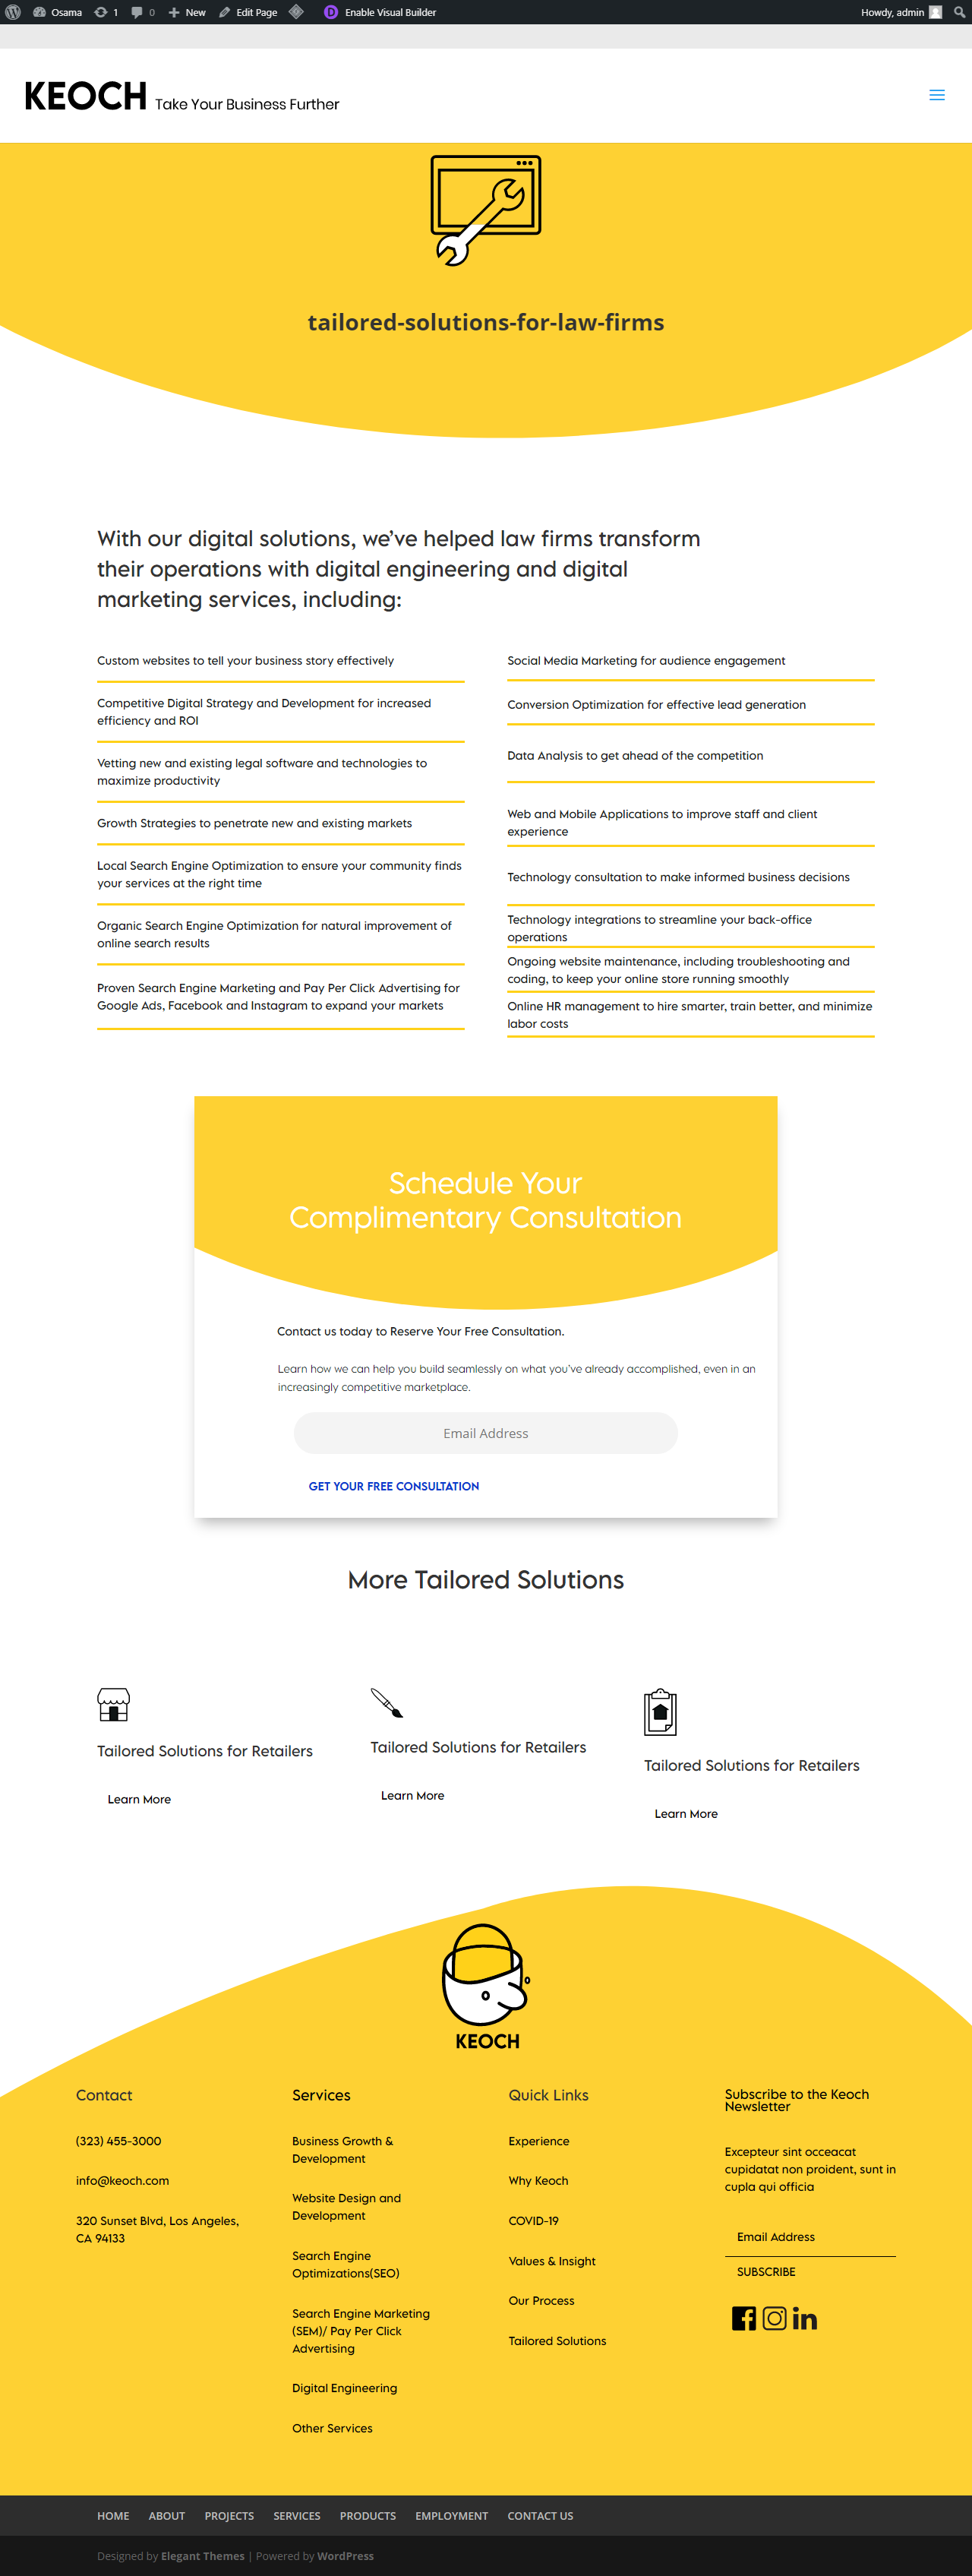 Osama 1 0 New Edit Page Enable Visual Builder Howdy, admin
KEOCH Take Your Business Further
tailored-solutions-for-law-firms
With our digital solutions, we’ve helped law firms transform
their operations with digital engineering and digital
marketing services, including:
Custom websites to tell your business story effectively
Competitive Digital Strategy and Development for increased
efficiency and ROI
Vetting new and existing legal software and technologies to
maximize productivity
Growth Strategies to penetrate new and existing markets
Local Search Engine Optimization to ensure your community finds
your services at the right time
Organic Search Engine Optimization for natural improvement of
online search results
Proven Search Engine Marketing and Pay Per Click Advertising for
Google Ads, Facebook and Instagram to expand your markets
Social Media Marketing for audience engagement
Conversion Optimization for effective lead generation
Data Analysis to get ahead of the competition
Web and Mobile Applications to improve staff and client
experience
Technology consultation to make informed business decisions
Technology integrations to streamline your back-office
operations
Ongoing website maintenance, including troubleshooting and
coding, to keep your online store running smoothly
Online HR management to hire smarter, train better, and minimize
labor costs
Schedule Your
Complimentary Consultation
Contact us today to Reserve Your Free Consultation.
Learn how we can help you build seamlessly on what you’ve already accomplished, even in an
increasingly competitive marketplace.
Email Address
GET YOUR FREE CONSULTATION
More Tailored Solutions
Tailored Solutions for Retailers
Learn More
Tailored Solutions for Retailers
Learn More
Tailored Solutions for Retailers
Learn More
KEOCH
Contact
(323) 455-3000
info@keoch.com
320 Sunset Blvd, Los Angeles,
CA 94133
Services
Business Growth &
Development
Website Design and
Development
Search Engine
Optimizations(SEO)
Search Engine Marketing
(SEM)/ Pay Per Click
Advertising
Digital Engineering
Other Services
Quick Links
Experience
Why Keoch
COVID-19
Values & Insight
Our Process
Tailored Solutions
Subscribe to the Keoch
Newsletter
Excepteur sint occeacat
cupidatat non proident, sunt in
cupla qui officia
Email Address
SUBSCRIBE
HOME ABOUT PROJECTS SERVICES PRODUCTS EMPLOYMENT CONTACT US
Designed by Elegant Themes | Powered by WordPress